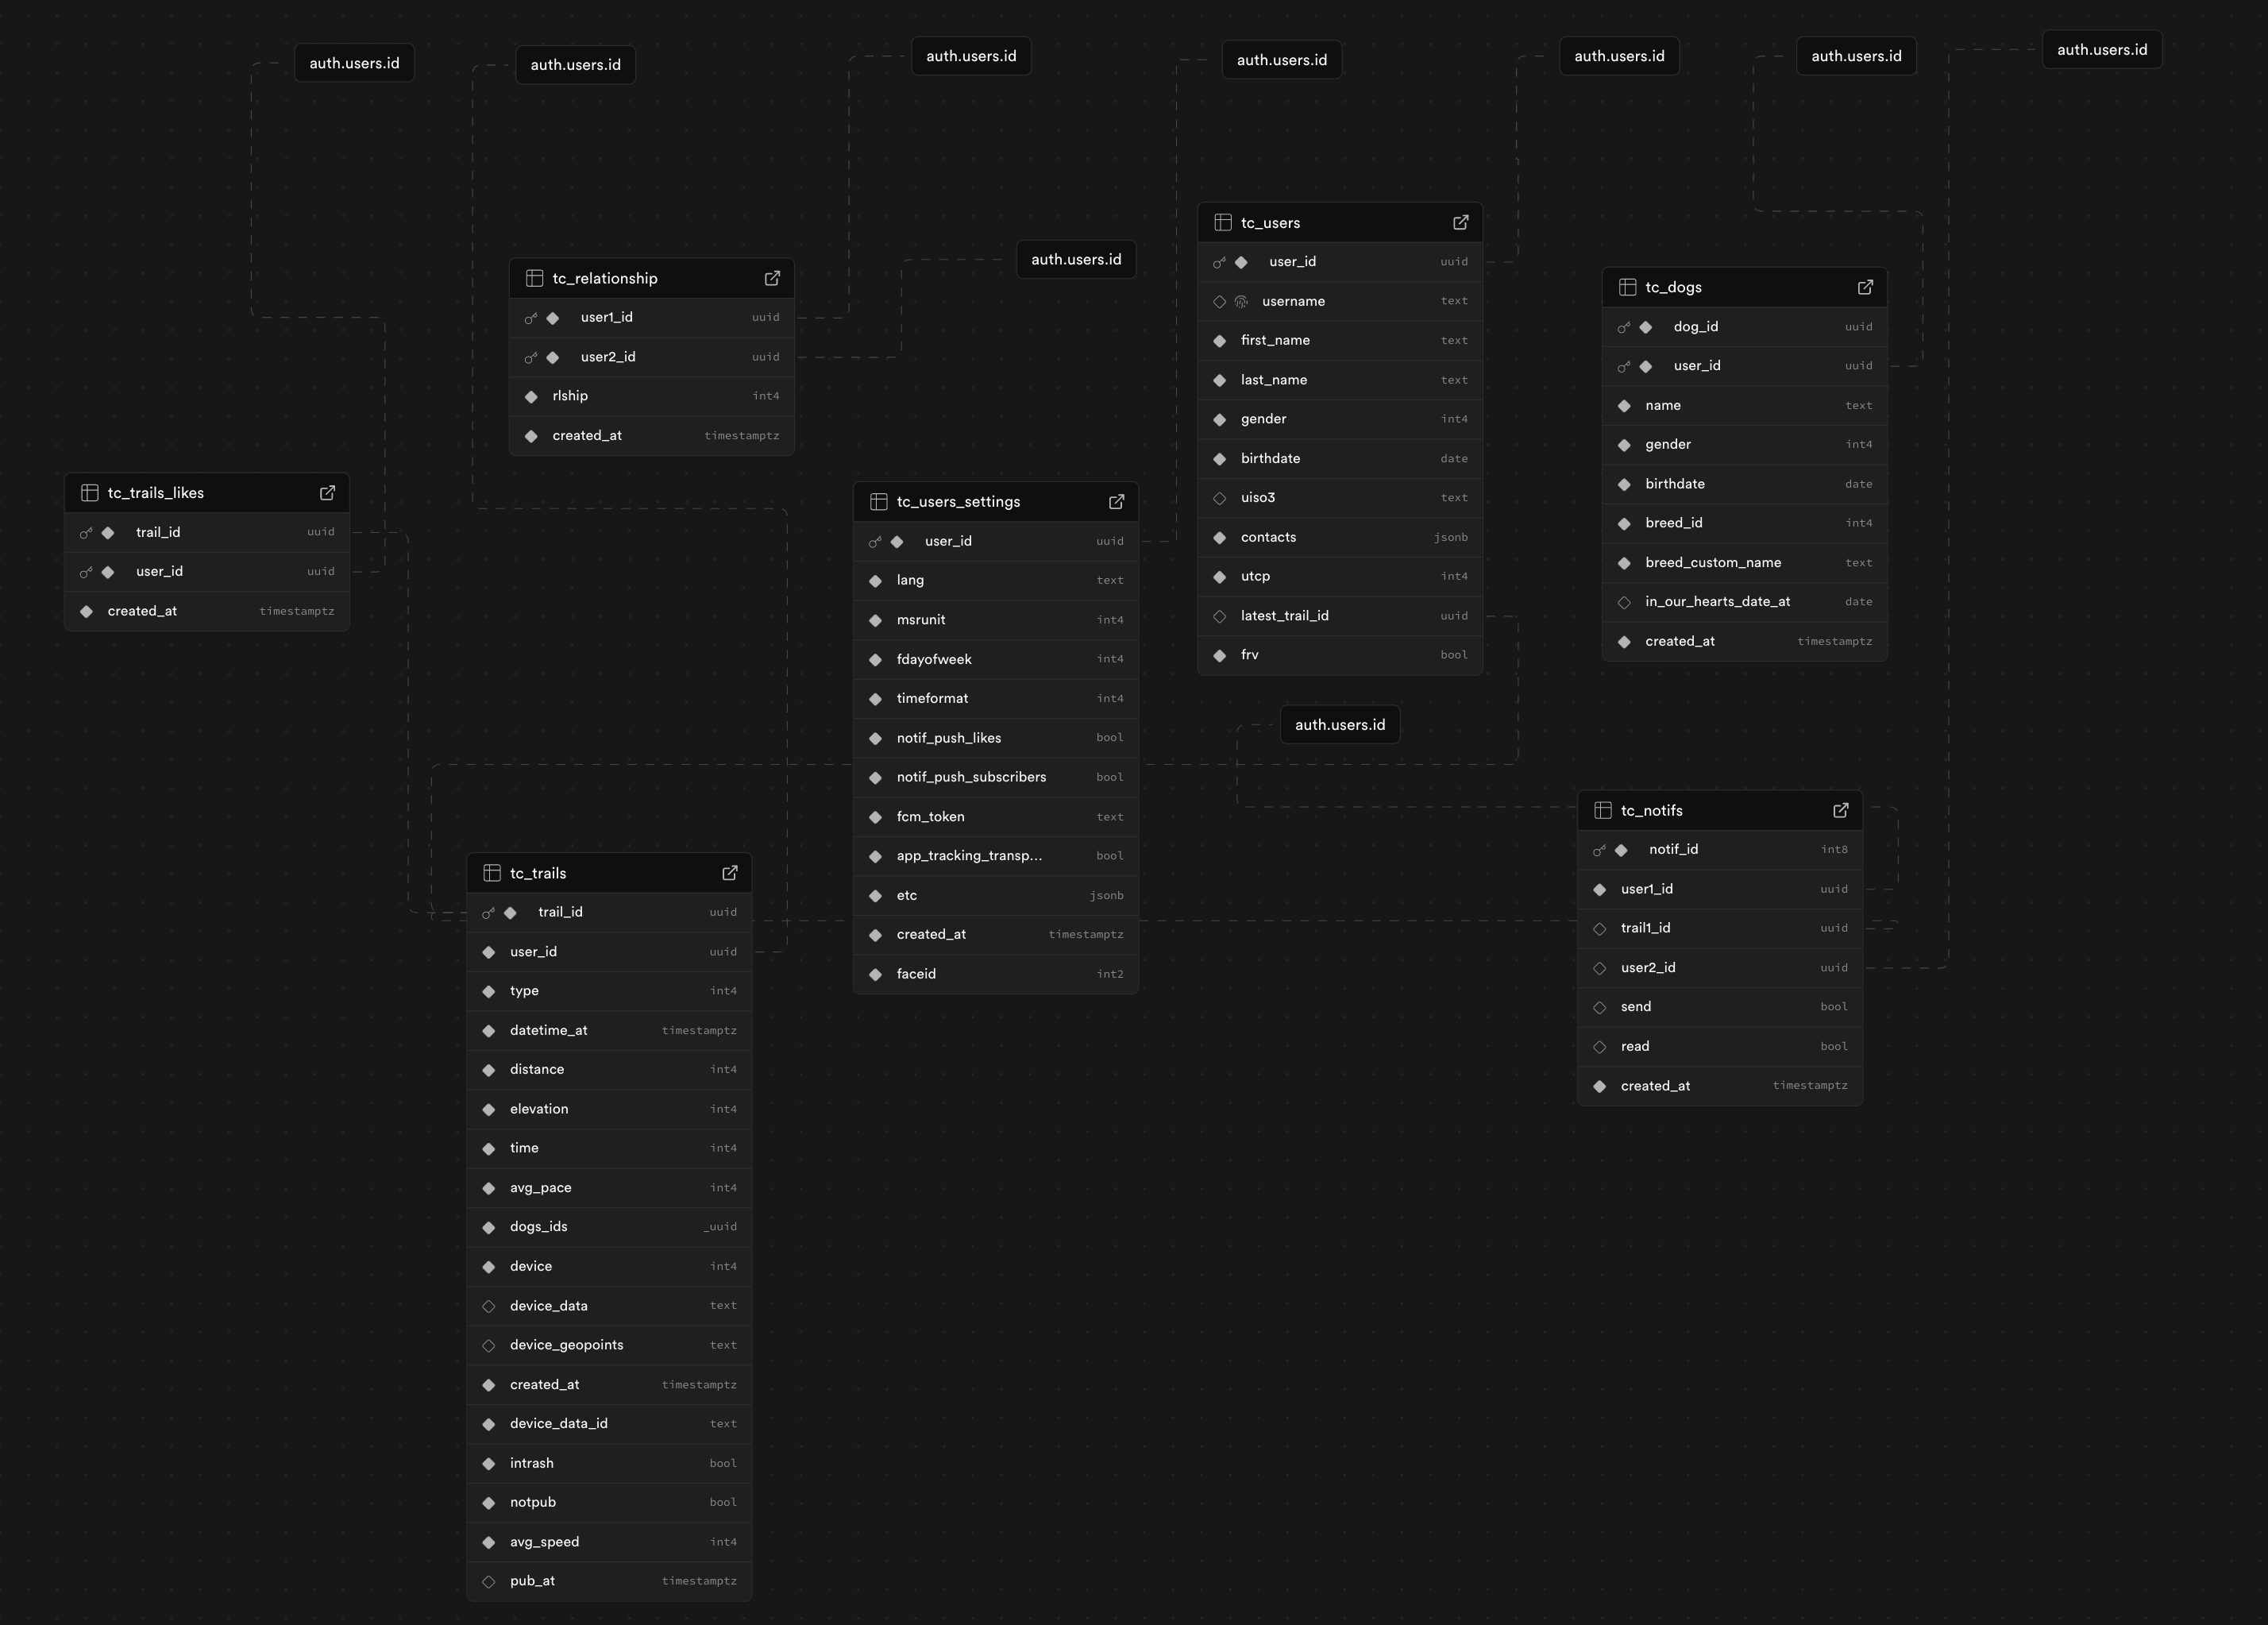 auth.users.id
auth.users.id
auth.users.id
auth.users.id
auth.users.id
auth.users.id
auth.users.id
tc_relationship
user1_id uuid
user2_id uuid
rlship int4
created_at timestamptz
auth.users.id
tc_users
user_id uuid
username text
first_name text
last_name text
gender int4
birthdate date
uiso3 text
contacts jsonb
utcp int4
latest_trail_id uuid
frv bool
tc_dogs
dog_id uuid
user_id uuid
name text
gender int4
birthdate date
breed_id int4
breed_custom_name text
in_our_hearts_date_at date
created_at timestamptz
tc_trails_likes
trail_id uuid
user_id uuid
created_at timestamptz
tc_users_settings
user_id uuid
lang text
msrunit int4
fdayofweek int4
timeformat int4
notif_push_likes bool
notif_push_subscribers bool
fcm_token text
app_tracking_transp... bool
etc jsonb
created_at timestamptz
faceid int2
auth.users.id
tc_notifs
notif_id int8
user1_id uuid
trail1_id uuid
user2_id uuid
send bool
read bool
created_at timestamptz
tc_trails
trail_id uuid
user_id uuid
type int4
datetime_at timestamptz
distance int4
elevation int4
time int4
avg_pace int4
dogs_ids _uuid
device int4
device_data text
device_geopoints text
created_at timestamptz
device_data_id text
intrash bool
notpub bool
avg_speed int4
pub_at timestamptz